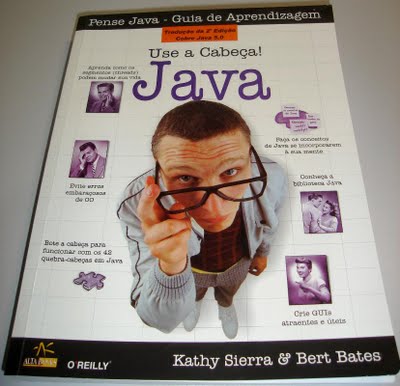 Pense Java - Guia de Aprendizagem
Tradução da 2ª Edição
Cobre Java 5.0
Use a Cabeça!
Java
Aprenda como os
segmentos (threads)
podem mudar sua vida
Evite erros
embaraçosos
de OO
Bote a cabeça para
funcionar com os 42
quebra-cabeças em Java
Faça os conceitos
de Java se incorporarem
à sua mente
Conheça a
biblioteca Java
Crie GUIs
atraentes e úteis
ALTA BOOKS
O'REILLY
Kathy Sierra & Bert Bates